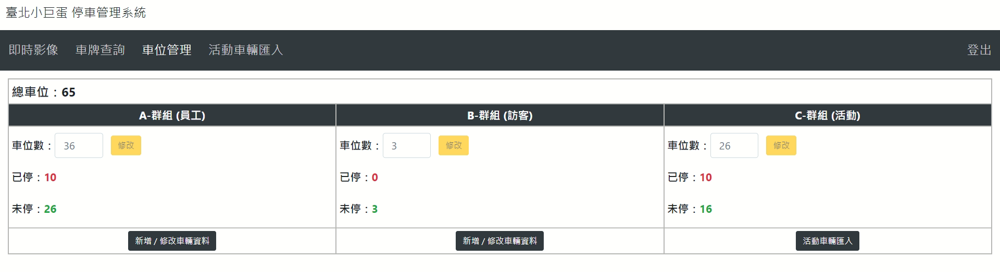 臺北小巨蛋 停車管理系統
即時影像 車牌查詢 車位管理 活動車輛匯入 登出
總車位：65
A-群組 (員工) B-群組 (訪客) C-群組 (活動)
車位數：36 修改 車位數：3 修改 車位數：26 修改
已停：10 已停：0 已停：10
未停：26 未停：3 未停：16
新增 / 修改車輛資料 新增 / 修改車輛資料 活動車輛匯入